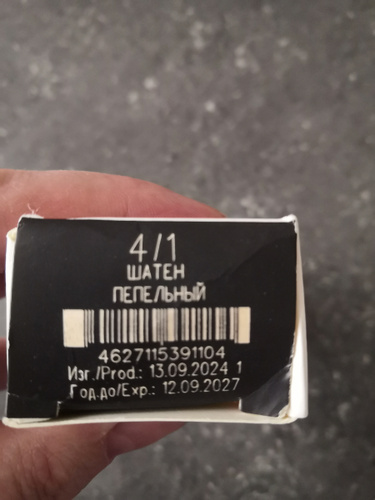 4/1
ШАТЕН
ПЕПЕЛЬНЫЙ
4627115391104
Изг./Prod.: 13.09.2024 1
Год.до/Exp.: 12.09.2027